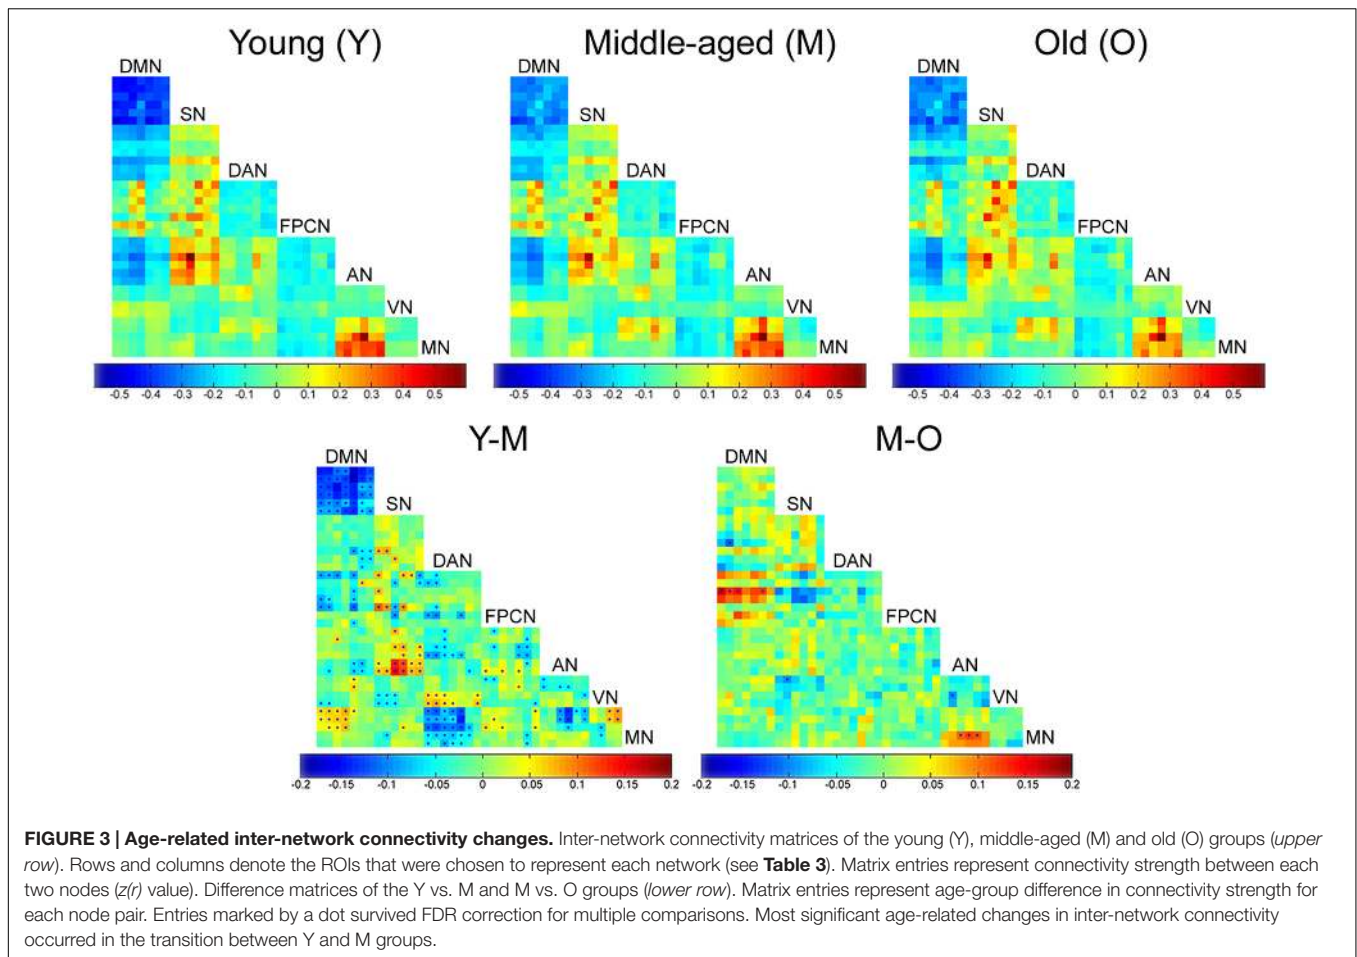 Young (Y)
Middle-aged (M)
Old (O)
DMN
SN
DAN
FPCN
AN
VN
MN
-0.5 -0.4 -0.3 -0.2 -0.1 0 0.1 0.2 0.3 0.4 0.5
DMN
SN
DAN
FPCN
AN
VN
MN
-0.5 -0.4 -0.3 -0.2 -0.1 0 0.1 0.2 0.3 0.4 0.5
DMN
SN
DAN
FPCN
AN
VN
MN
-0.5 -0.4 -0.3 -0.2 -0.1 0 0.1 0.2 0.3 0.4 0.5
Y-M
DMN
SN
DAN
FPCN
AN
VN
MN
-0.2 -0.15 -0.1 -0.05 0 0.05 0.1 0.15 0.2
M-O
DMN
SN
DAN
FPCN
AN
VN
MN
-0.2 -0.15 -0.1 -0.05 0 0.05 0.1 0.15 0.2
FIGURE 3 | Age-related inter-network connectivity changes. Inter-network connectivity matrices of the young (Y), middle-aged (M) and old (O) groups (upper
row). Rows and columns denote the ROIs that were chosen to represent each network (see Table 3). Matrix entries represent connectivity strength between each
two nodes (z(r) value). Difference matrices of the Y vs. M and M vs. O groups (lower row). Matrix entries represent age-group difference in connectivity strength for
each node pair. Entries marked by a dot survived FDR correction for multiple comparisons. Most significant age-related changes in inter-network connectivity
occurred in the transition between Y and M groups.